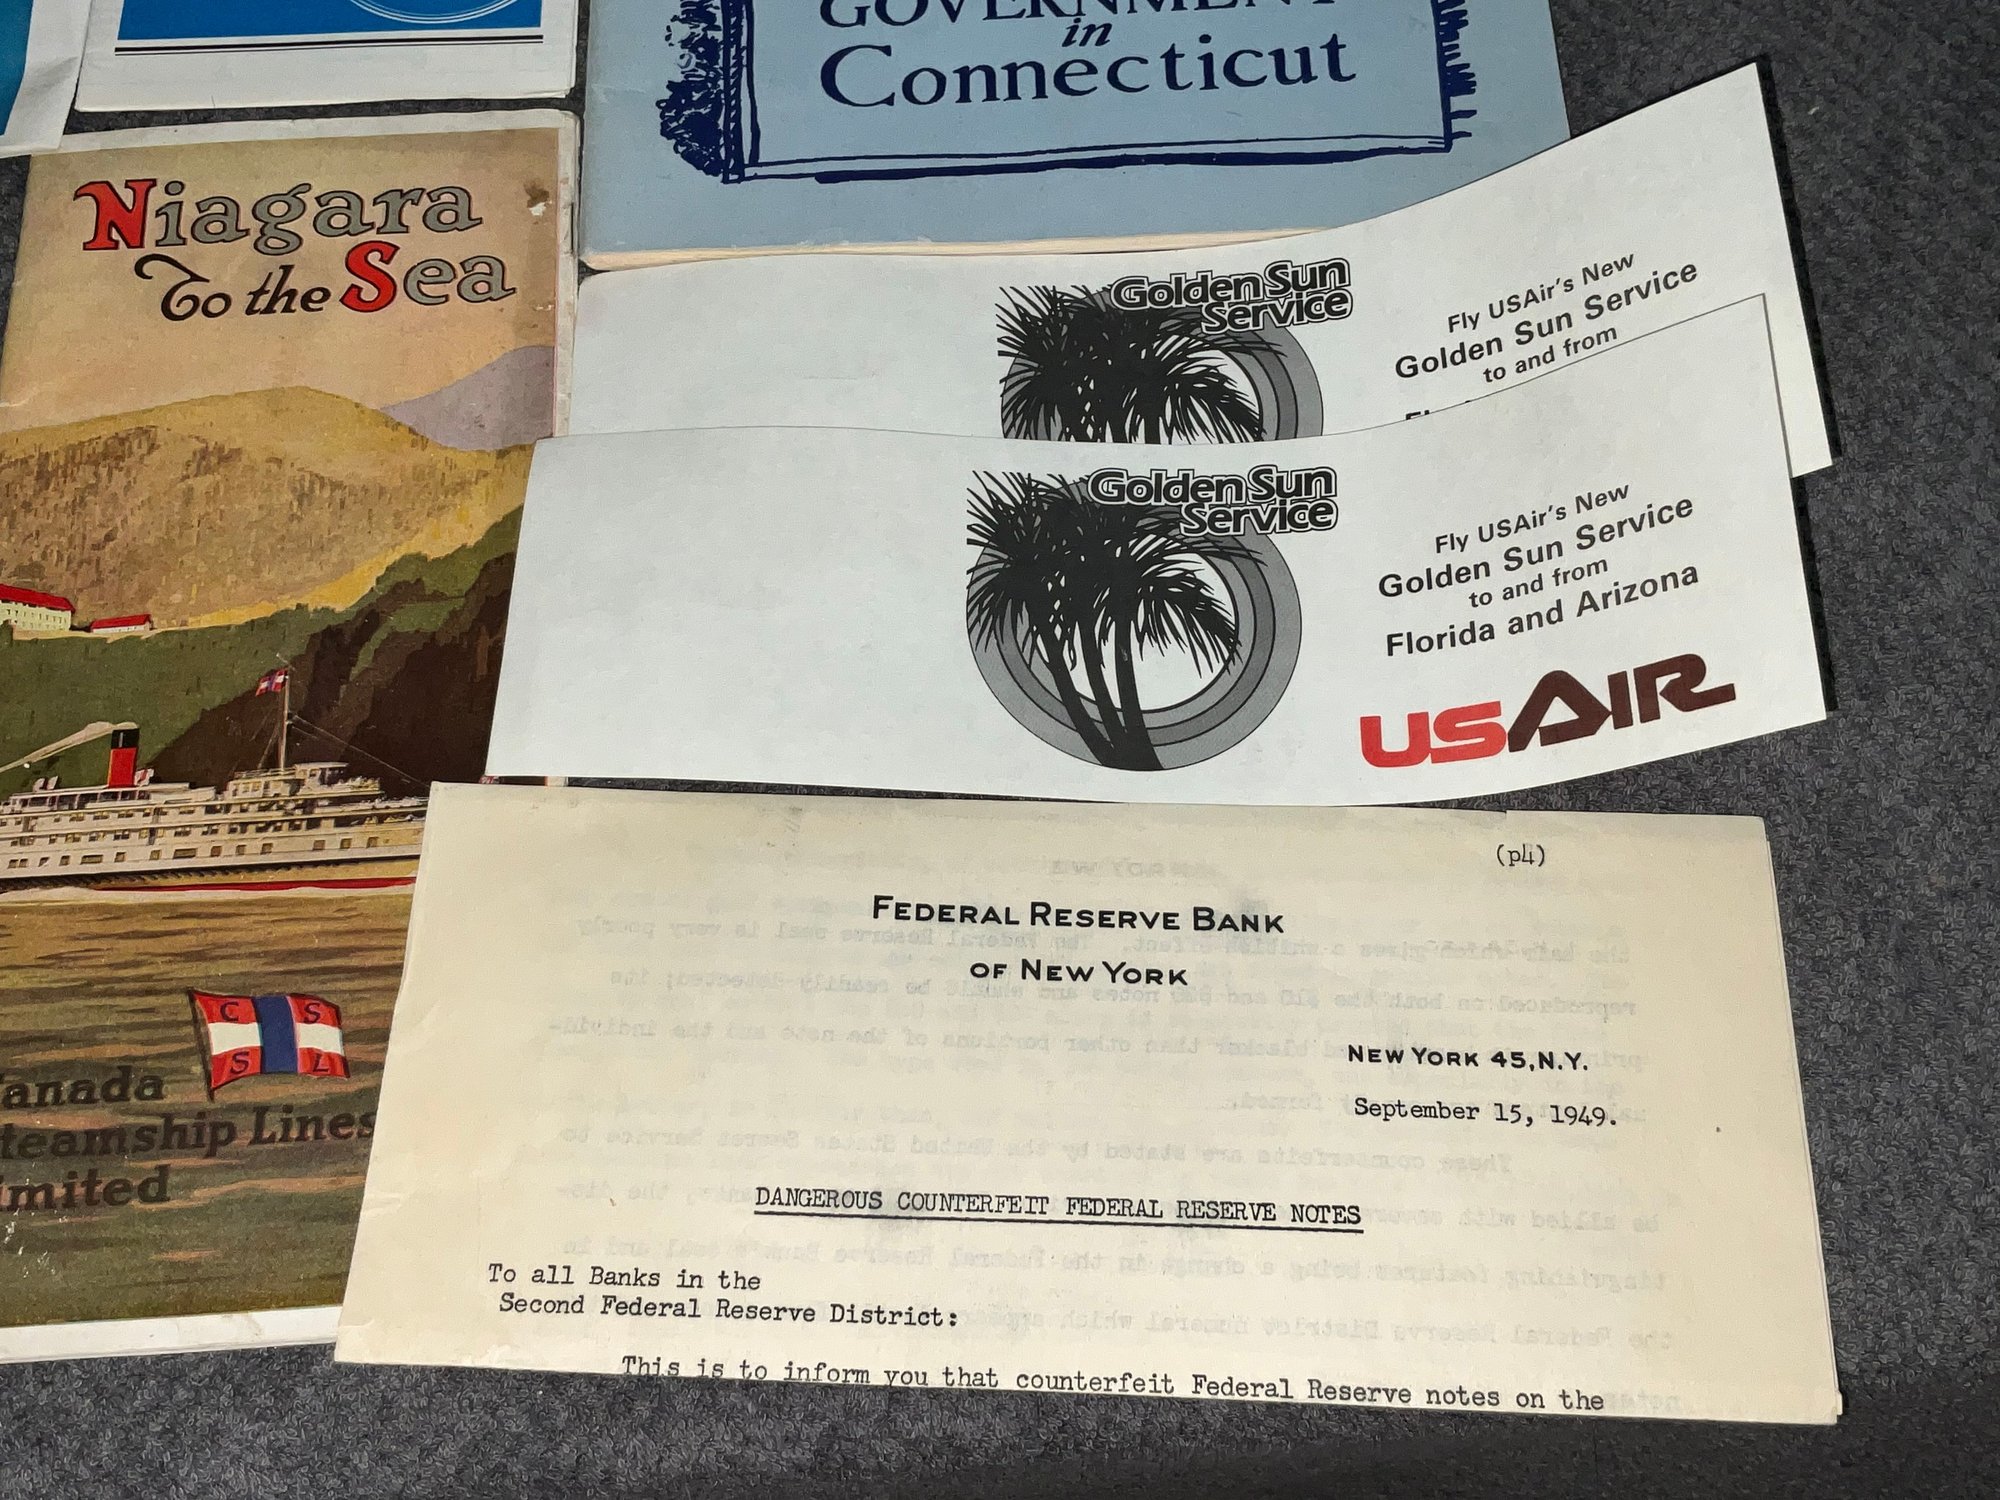 GOVERNMENT
in
Connecticut
Niagara
To the Sea
C S
S L
Canada
Steamship Lines
Limited
Golden Sun
Service
Fly USAir's New
Golden Sun Service
to and from
Golden Sun
Service
Fly USAir's New
Golden Sun Service
to and from
Florida and Arizona
USAIR
(p4)
FEDERAL RESERVE BANK
OF NEW YORK
NEW YORK 45, N.Y.
September 15, 1949.
DANGEROUS COUNTERFEIT FEDERAL RESERVE NOTES
To all Banks in the
Second Federal Reserve District:
This is to inform you that counterfeit Federal Reserve notes on the